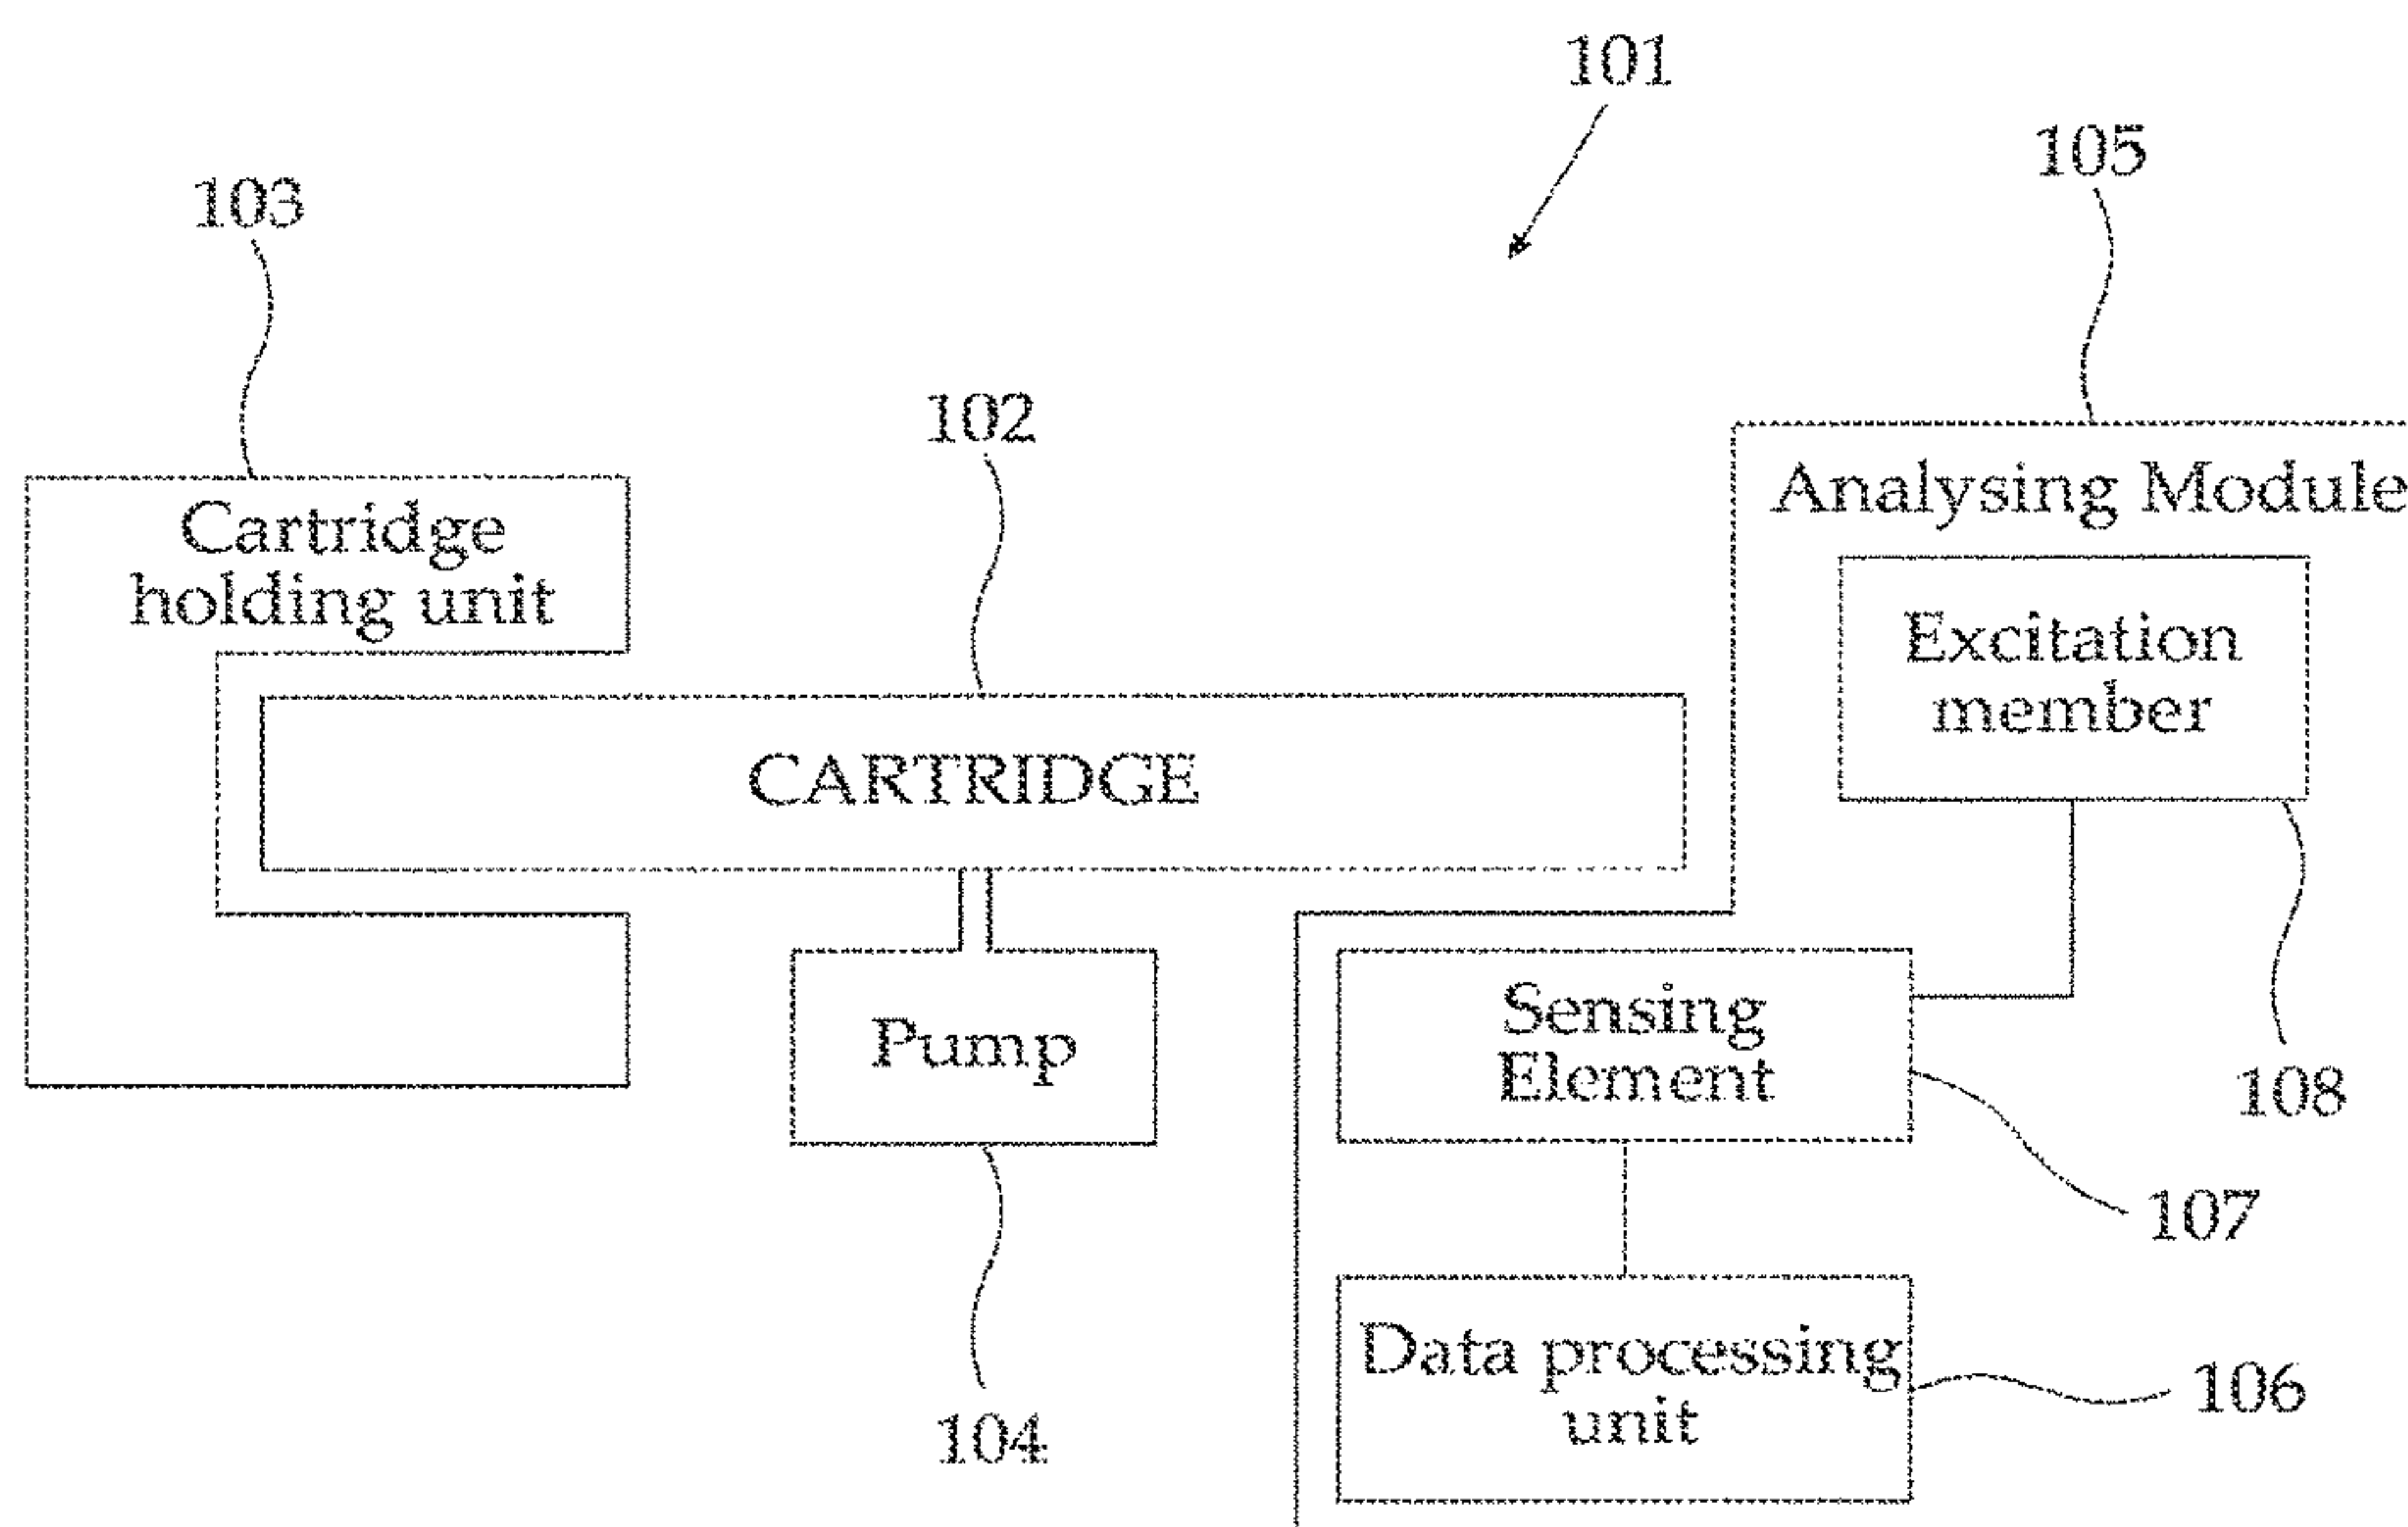 101
105
103
102
Analysing Module
Cartridge
holding unit
Excitation
member
CARTRIDGE
Sensing
Element
Pump
108
107
Data processing
unit
106
104